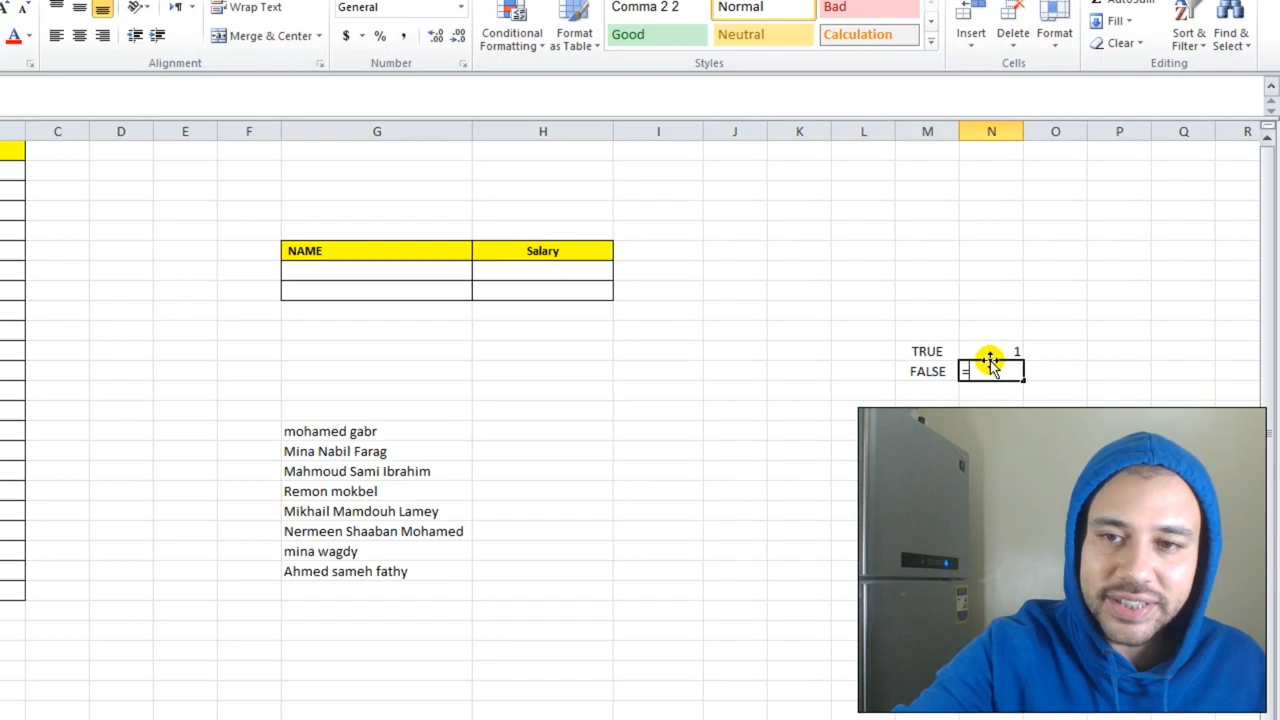 Wrap Text
General
Comma 2 2
Normal
Bad
Merge & Center
$
%
,
Conditional
Formatting
Format
as Table
Good
Neutral
Calculation
Insert
Delete
Format
Fill
Clear
Sort &
Filter
Find &
Select
Alignment
Number
Styles
Cells
Editing
C D E F G H I J K L M N O P Q R
NAME Salary
TRUE 1
FALSE =
mohamed gabr
Mina Nabil Farag
Mahmoud Sami Ibrahim
Remon mokbel
Mikhail Mamdouh Lamey
Nermeen Shaaban Mohamed
mina wagdy
Ahmed sameh fathy